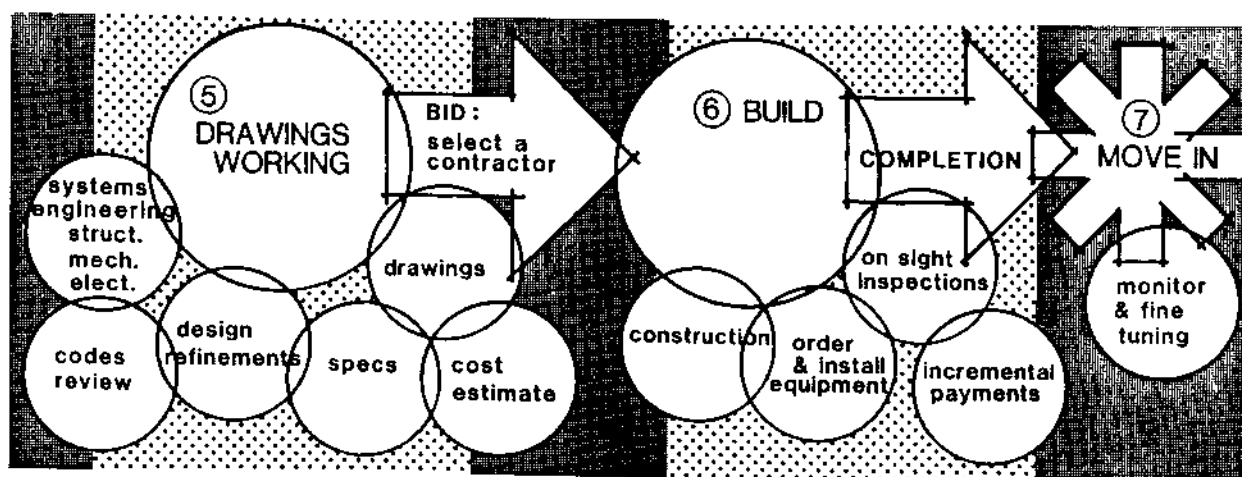 ⑤
DRAWINGS
WORKING
BID:
select a
contractor
systems
engineering
struct.
mech.
elect.
drawings
codes
review
design
refinements
specs
cost
estimate
⑥ BUILD
COMPLETION
construction
order
& install
equipment
on sight
inspections
incremental
payments
⑦
MOVE IN
monitor
& fine
tuning